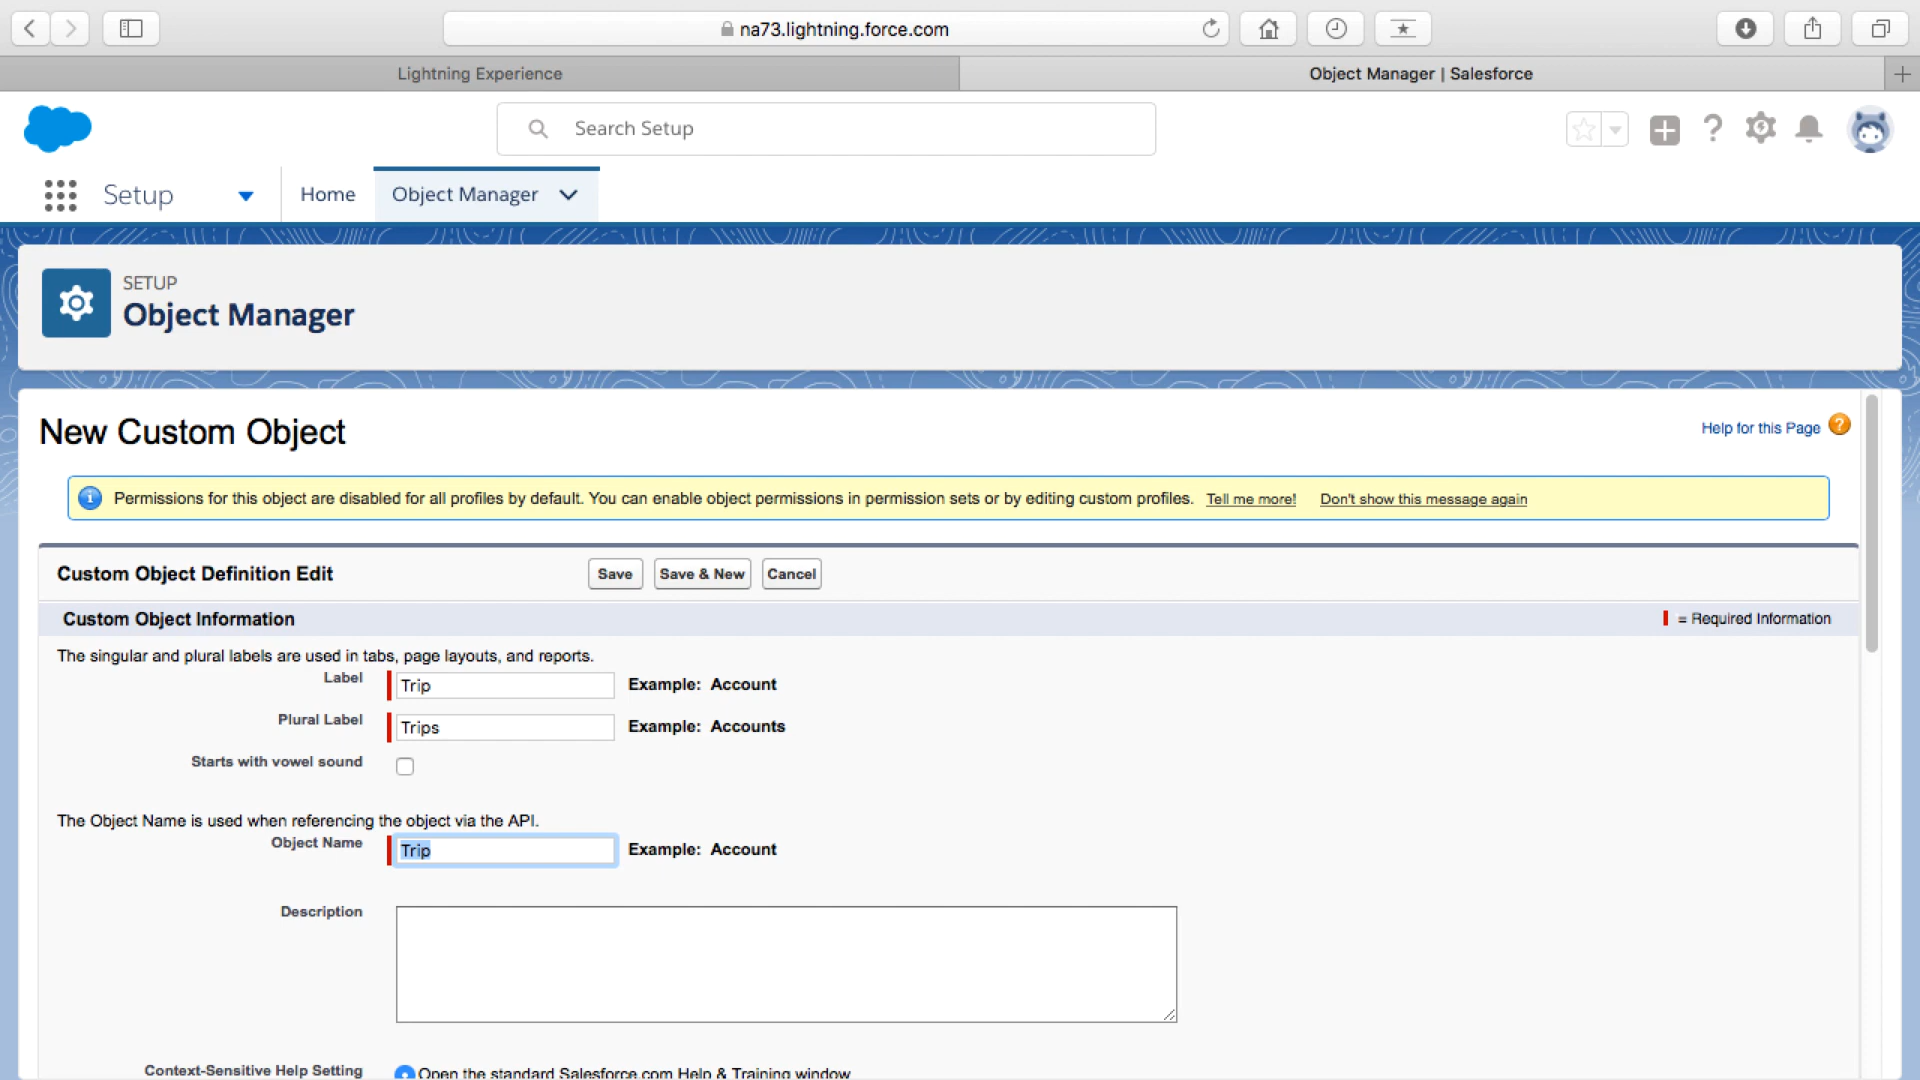 na73.lightning.force.com
Lightning Experience
Object Manager | Salesforce
Search Setup
Setup
Home
Object Manager
SETUP
Object Manager
New Custom Object
Help for this Page
Permissions for this object are disabled for all profiles by default. You can enable object permissions in permission sets or by editing custom profiles. Tell me more! Don't show this message again
Custom Object Definition Edit
Save
Save & New
Cancel
Custom Object Information
= Required Information
The singular and plural labels are used in tabs, page layouts, and reports.
Label
Trip
Example: Account
Plural Label
Trips
Example: Accounts
Starts with vowel sound
The Object Name is used when referencing the object via the API.
Object Name
Trip
Example: Account
Description
Context-Sensitive Help Setting
Open the standard Salesforce.com Help & Training window